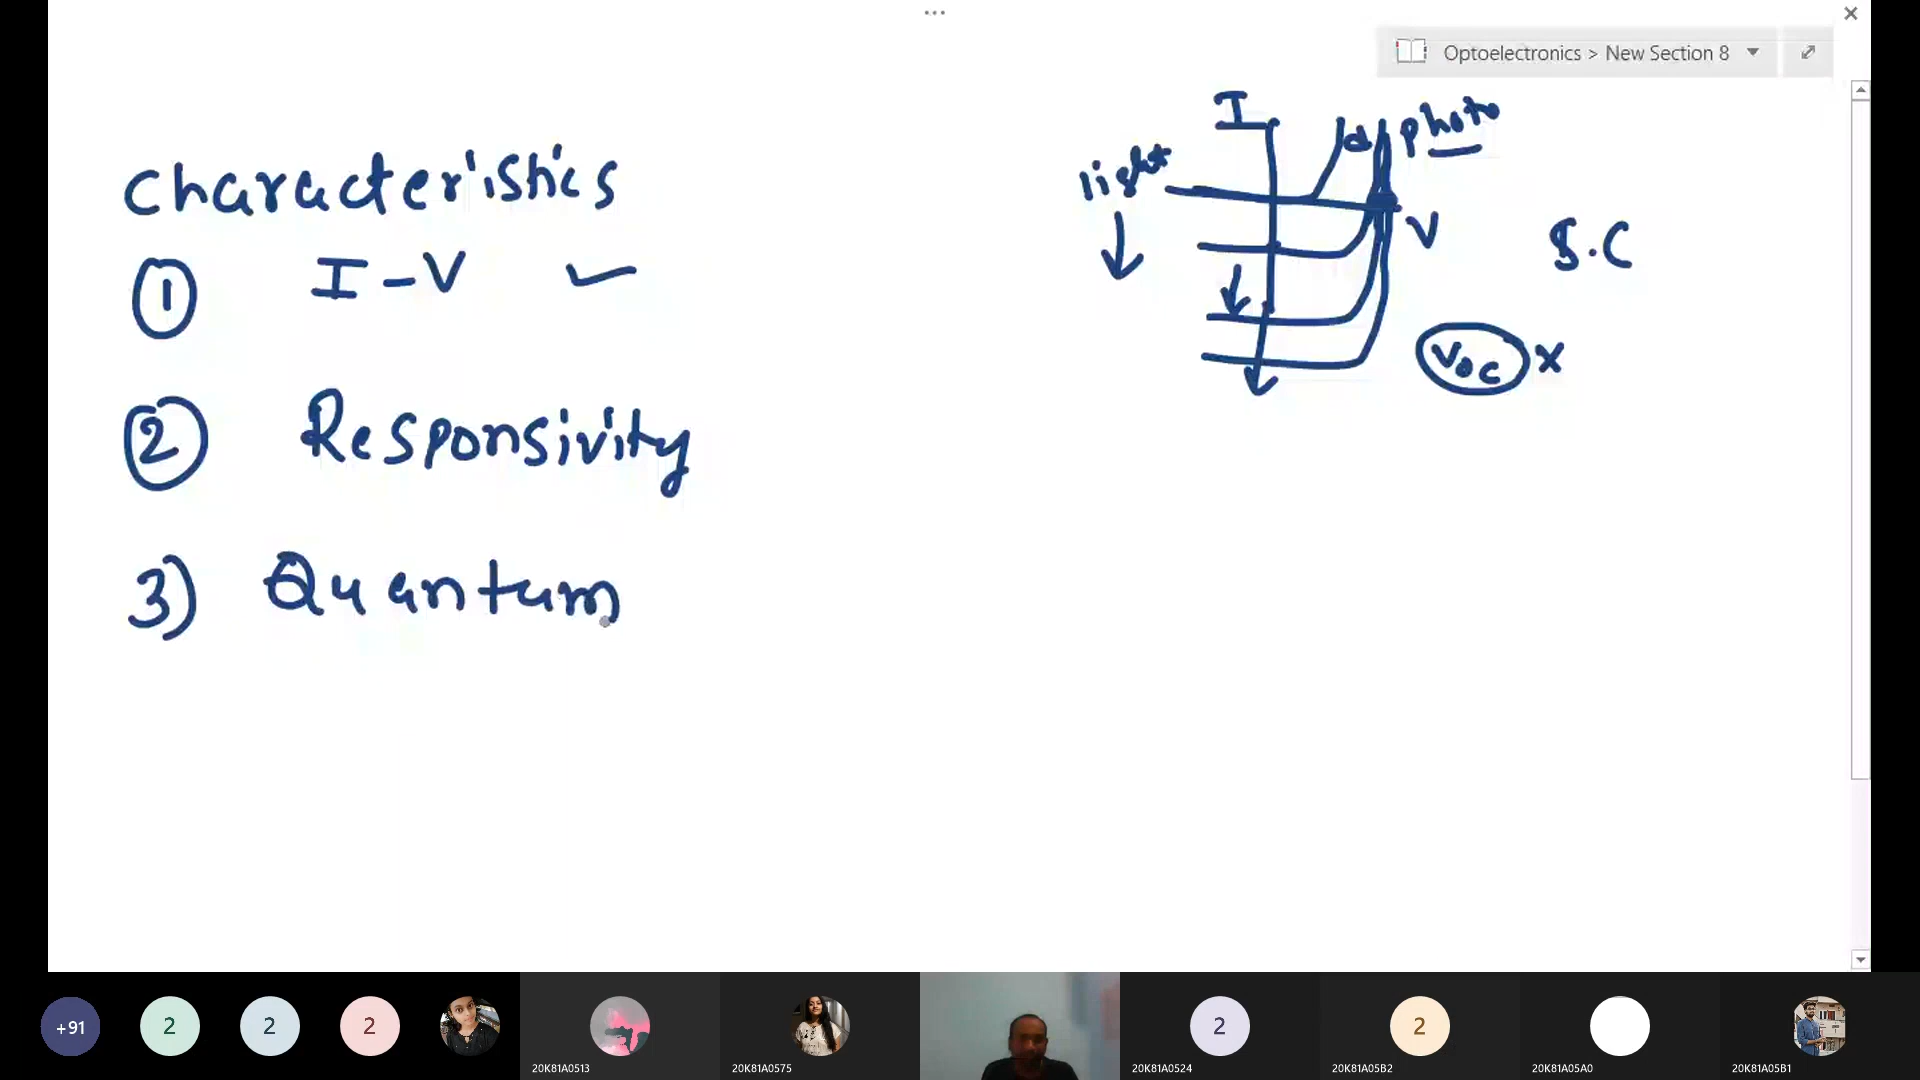 Optoelectronics > New Section 8
I
d photo
light
V
S.C
Voc x
characteristics
1 I-V ✓
2 Responsivity
3) Quantum
+91
2
2
2
2
2
20K81A0513
20K81A0575
20K81A0524
20K81A05B2
20K81A05A0
20K81A05B1